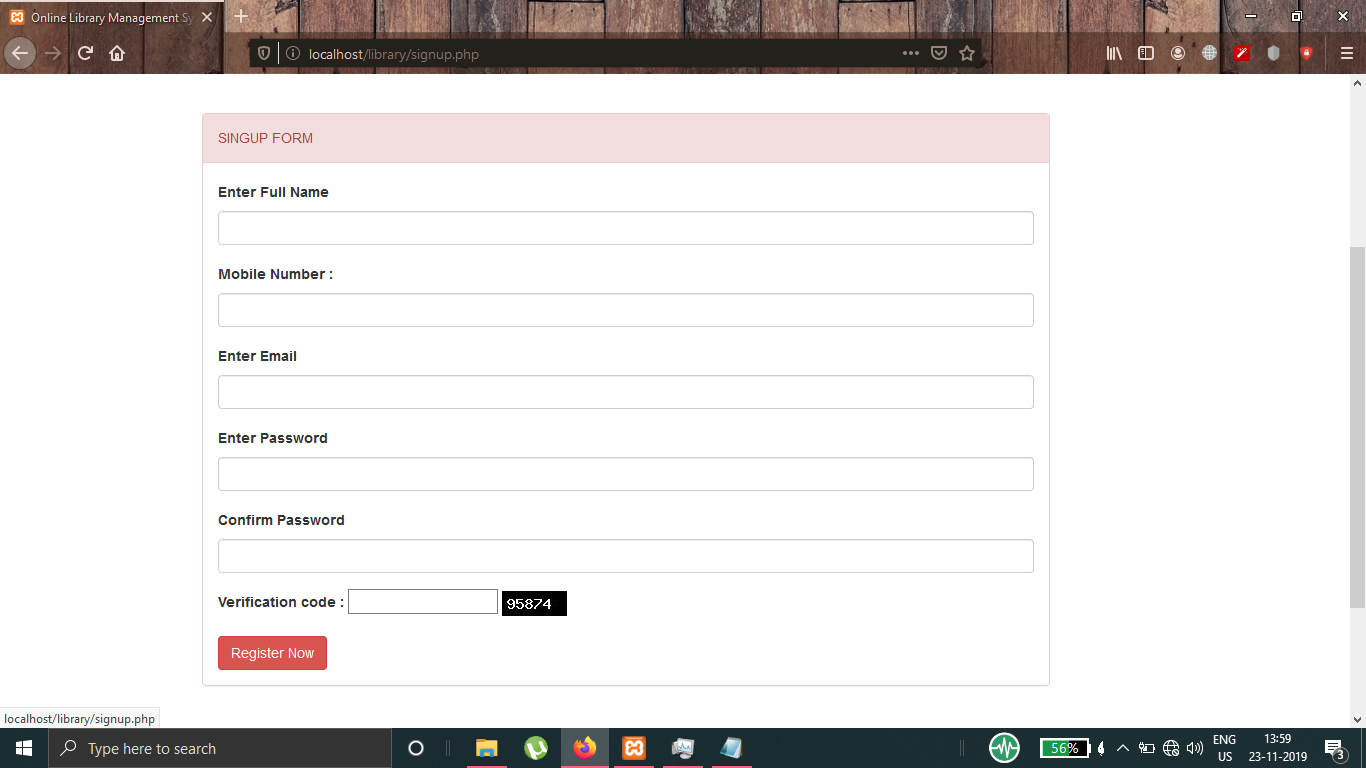 Online Library Management Sy
localhost/library/signup.php
SINGUP FORM
Enter Full Name
Mobile Number :
Enter Email
Enter Password
Confirm Password
Verification code : 95874
Register Now
localhost/library/signup.php
Type here to search
56%
ENG
US
13:59
23-11-2019
3